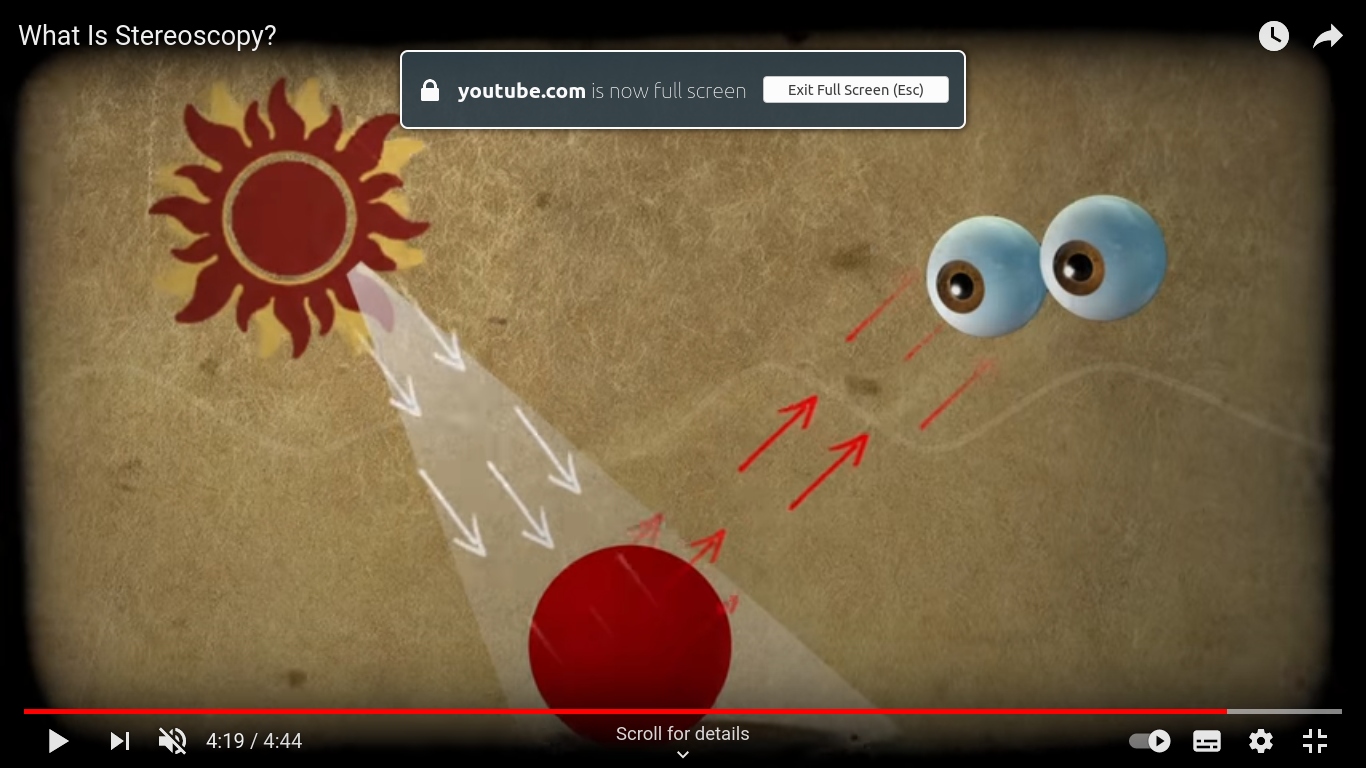 What Is Stereoscopy?
youtube.com is now full screen
Exit Full Screen (Esc)
4:19 / 4:44
Scroll for details